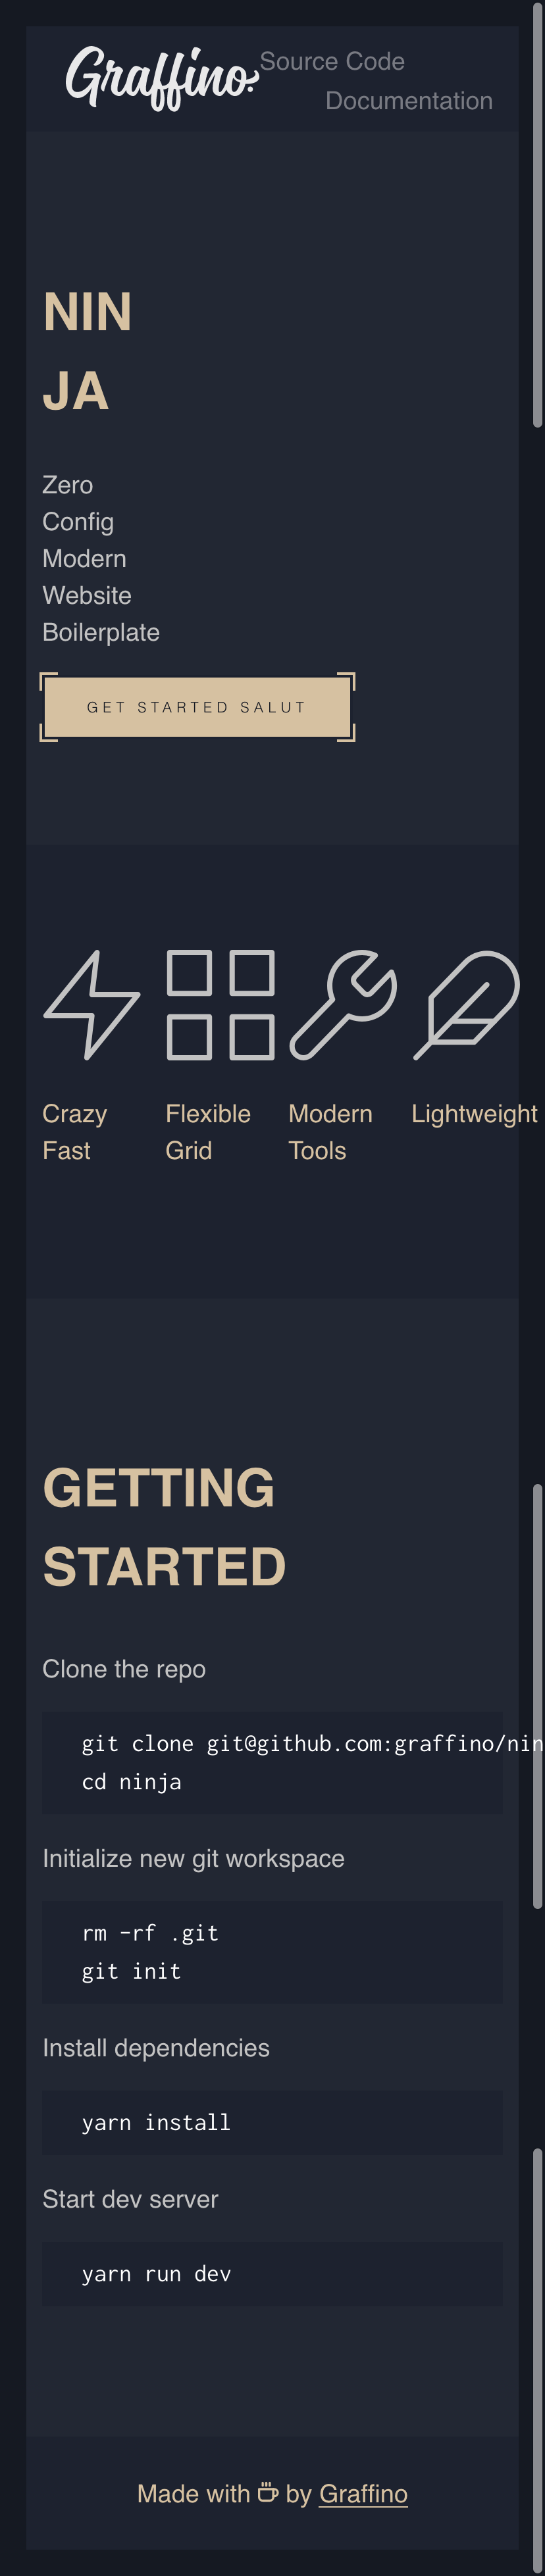 Graffino.
Source Code
Documentation
NIN
JA
Zero
Config
Modern
Website
Boilerplate
GET STARTED SALUT
Crazy
Fast
Flexible
Grid
Modern
Tools
Lightweight
GETTING
STARTED
Clone the repo
git clone git@github.com:graffino/nin
cd ninja
Initialize new git workspace
rm -rf .git
git init
Install dependencies
yarn install
Start dev server
yarn run dev
Made with by Graffino